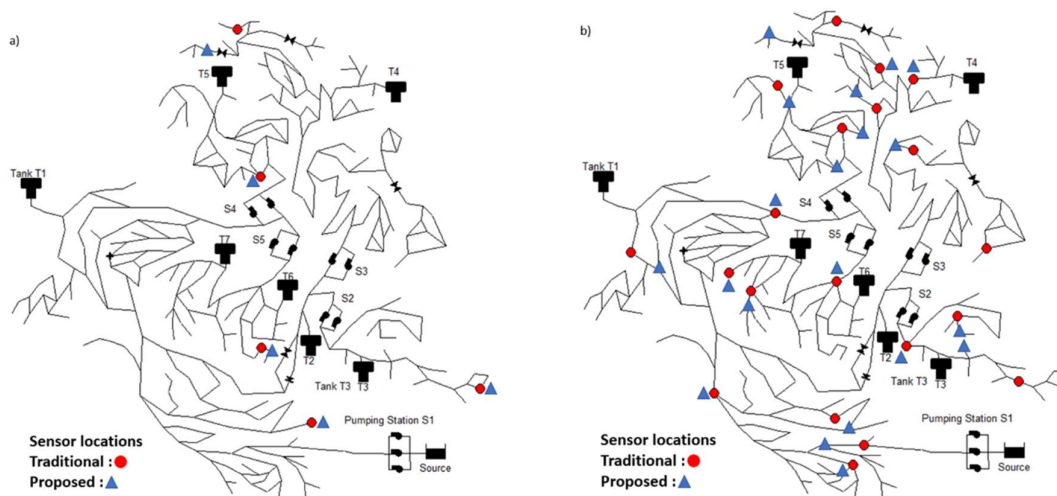 a)
T5
T4
Tank T1
S4
S5
T7
S3
T6
S2
T2
Tank T3
T3
Pumping Station S1
Source
Sensor locations
Traditional :
Proposed :
b)
T5
T4
Tank T1
S4
S5
T7
S3
T6
S2
T2
Tank T3
T3
Pumping Station S1
Source
Sensor locations
Traditional :
Proposed :